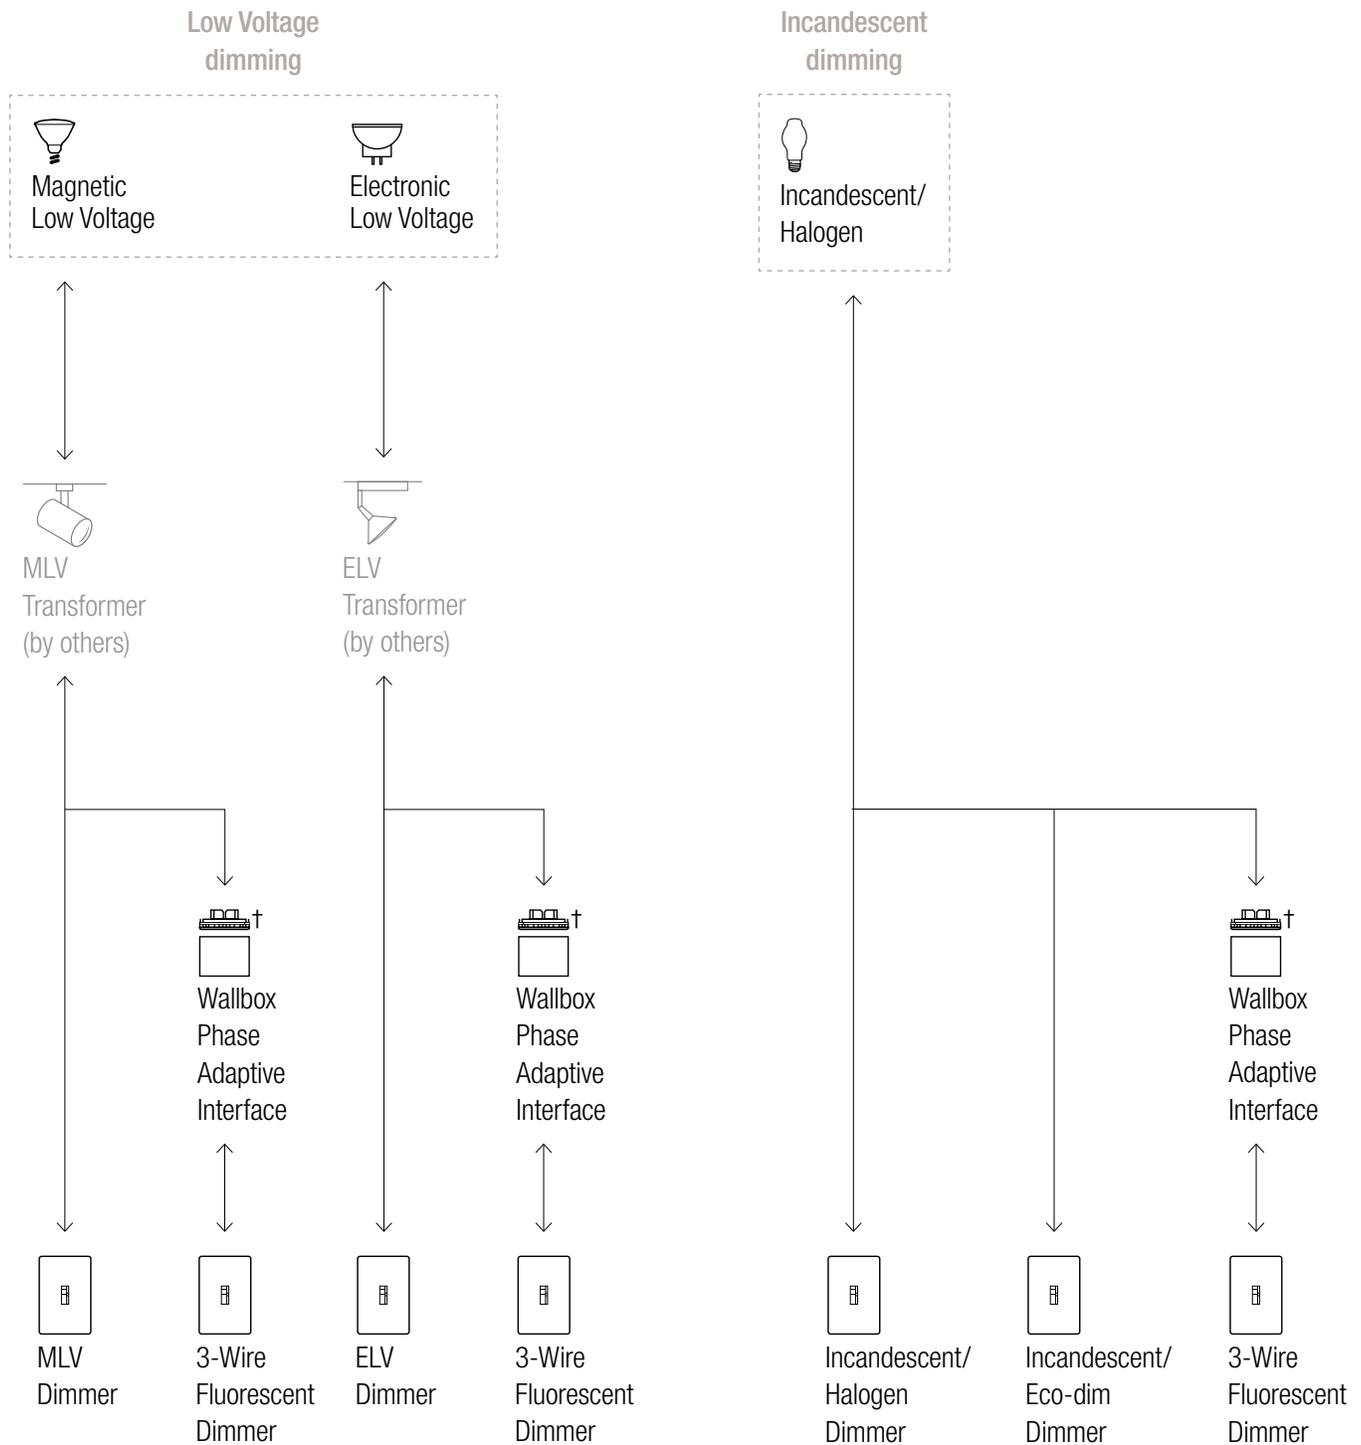 Low Voltage
dimming
Incandescent
dimming
Magnetic
Low Voltage
Electronic
Low Voltage
Incandescent/
Halogen
MLV
Transformer
(by others)
ELV
Transformer
(by others)
†
Wallbox
Phase
Adaptive
Interface
†
Wallbox
Phase
Adaptive
Interface
†
Wallbox
Phase
Adaptive
Interface
MLV
Dimmer
3-Wire
Fluorescent
Dimmer
ELV
Dimmer
3-Wire
Fluorescent
Dimmer
Incandescent/
Halogen
Dimmer
Incandescent/
Eco-dim
Dimmer
3-Wire
Fluorescent
Dimmer